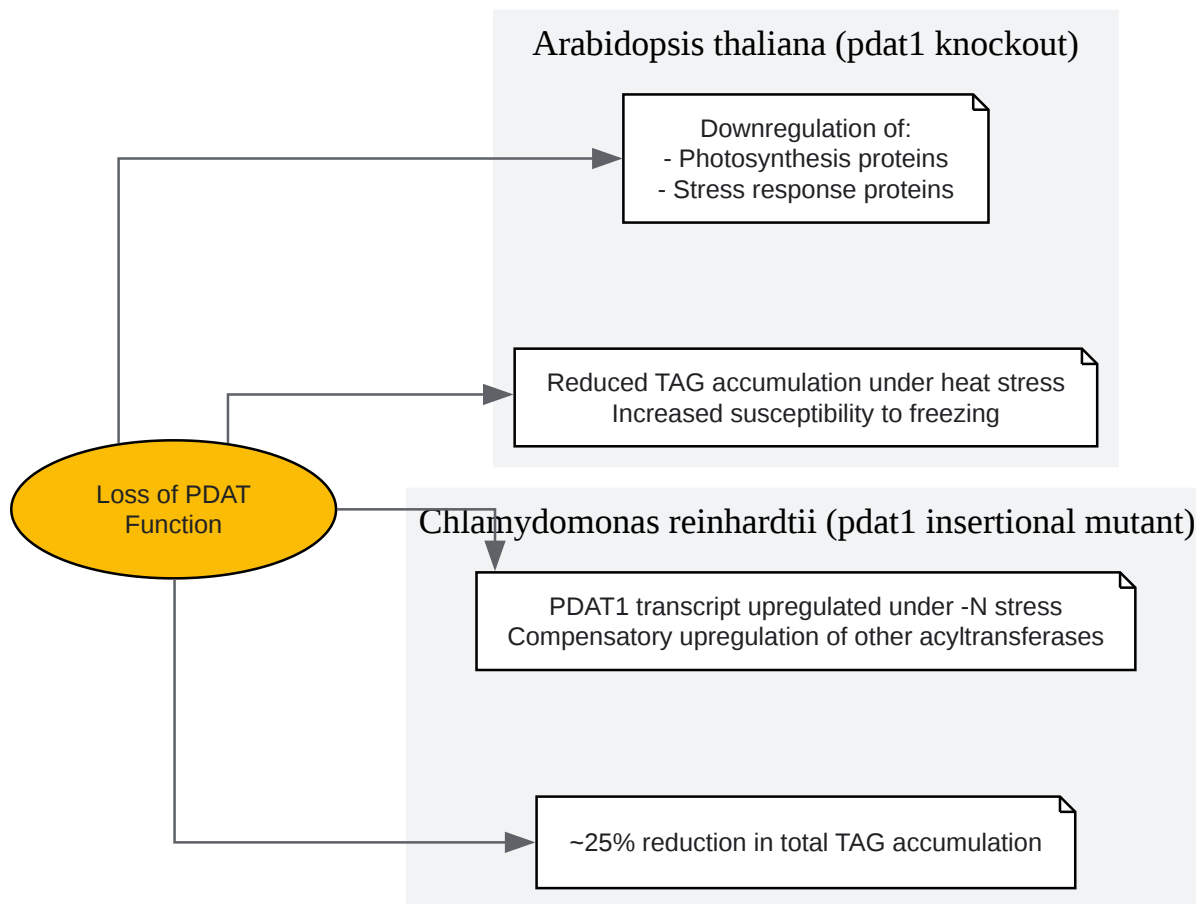 Arabidopsis thaliana (pdat1 knockout)
Downregulation of:
- Photosynthesis proteins
- Stress response proteins
Reduced TAG accumulation under heat stress
Increased susceptibility to freezing
Loss of PDAT
Function
Chlamydomonas reinhardtii (pdat1 insertional mutant)
PDAT1 transcript upregulated under -N stress
Compensatory upregulation of other acyltransferases
~25% reduction in total TAG accumulation